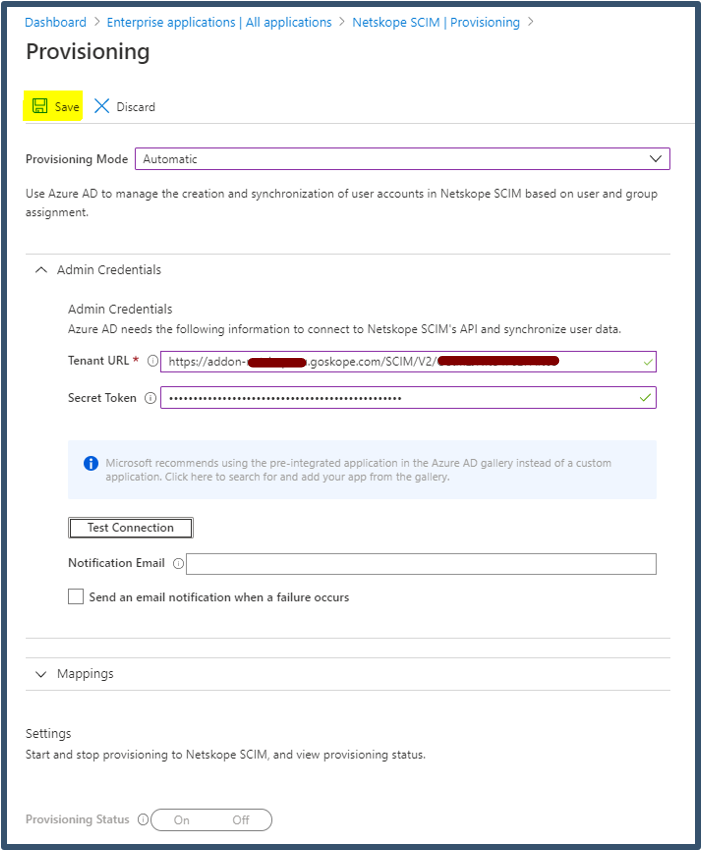 Dashboard > Enterprise applications | All applications > Netskope SCIM | Provisioning >
Provisioning
Save Discard
Provisioning Mode Automatic
Use Azure AD to manage the creation and synchronization of user accounts in Netskope SCIM based on user and group
assignment.
Admin Credentials
Admin Credentials
Azure AD needs the following information to connect to Netskope SCIM's API and synchronize user data.
Tenant URL * https://addon- .goskope.com/SCIM/V2/
Secret Token ••••••••••••••••••••••••••••••••••••••••••••••••
Microsoft recommends using the pre-integrated application in the Azure AD gallery instead of a custom
application. Click here to search for and add your app from the gallery.
Test Connection
Notification Email
Send an email notification when a failure occurs
Mappings
Settings
Start and stop provisioning to Netskope SCIM, and view provisioning status.
Provisioning Status On Off